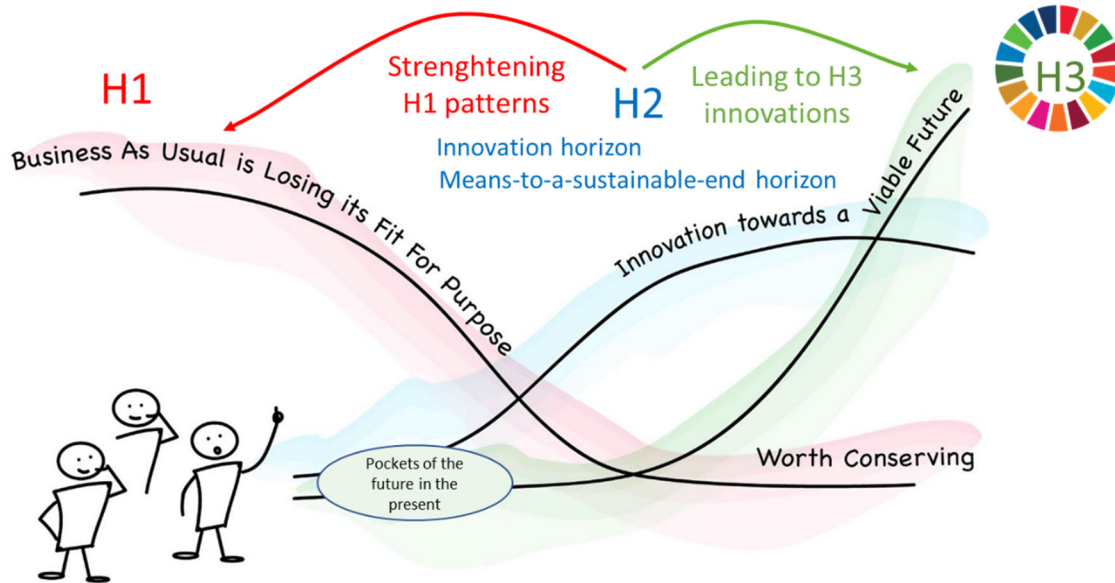 H1
Strenghtening
H1 patterns
H2
Leading to H3
innovations
H3
Innovation horizon
Means-to-a-sustainable-end horizon
Business As Usual is Losing its Fit For Purpose
Innovation towards a Viable Future
Pockets of the
future in the
present
Worth Conserving